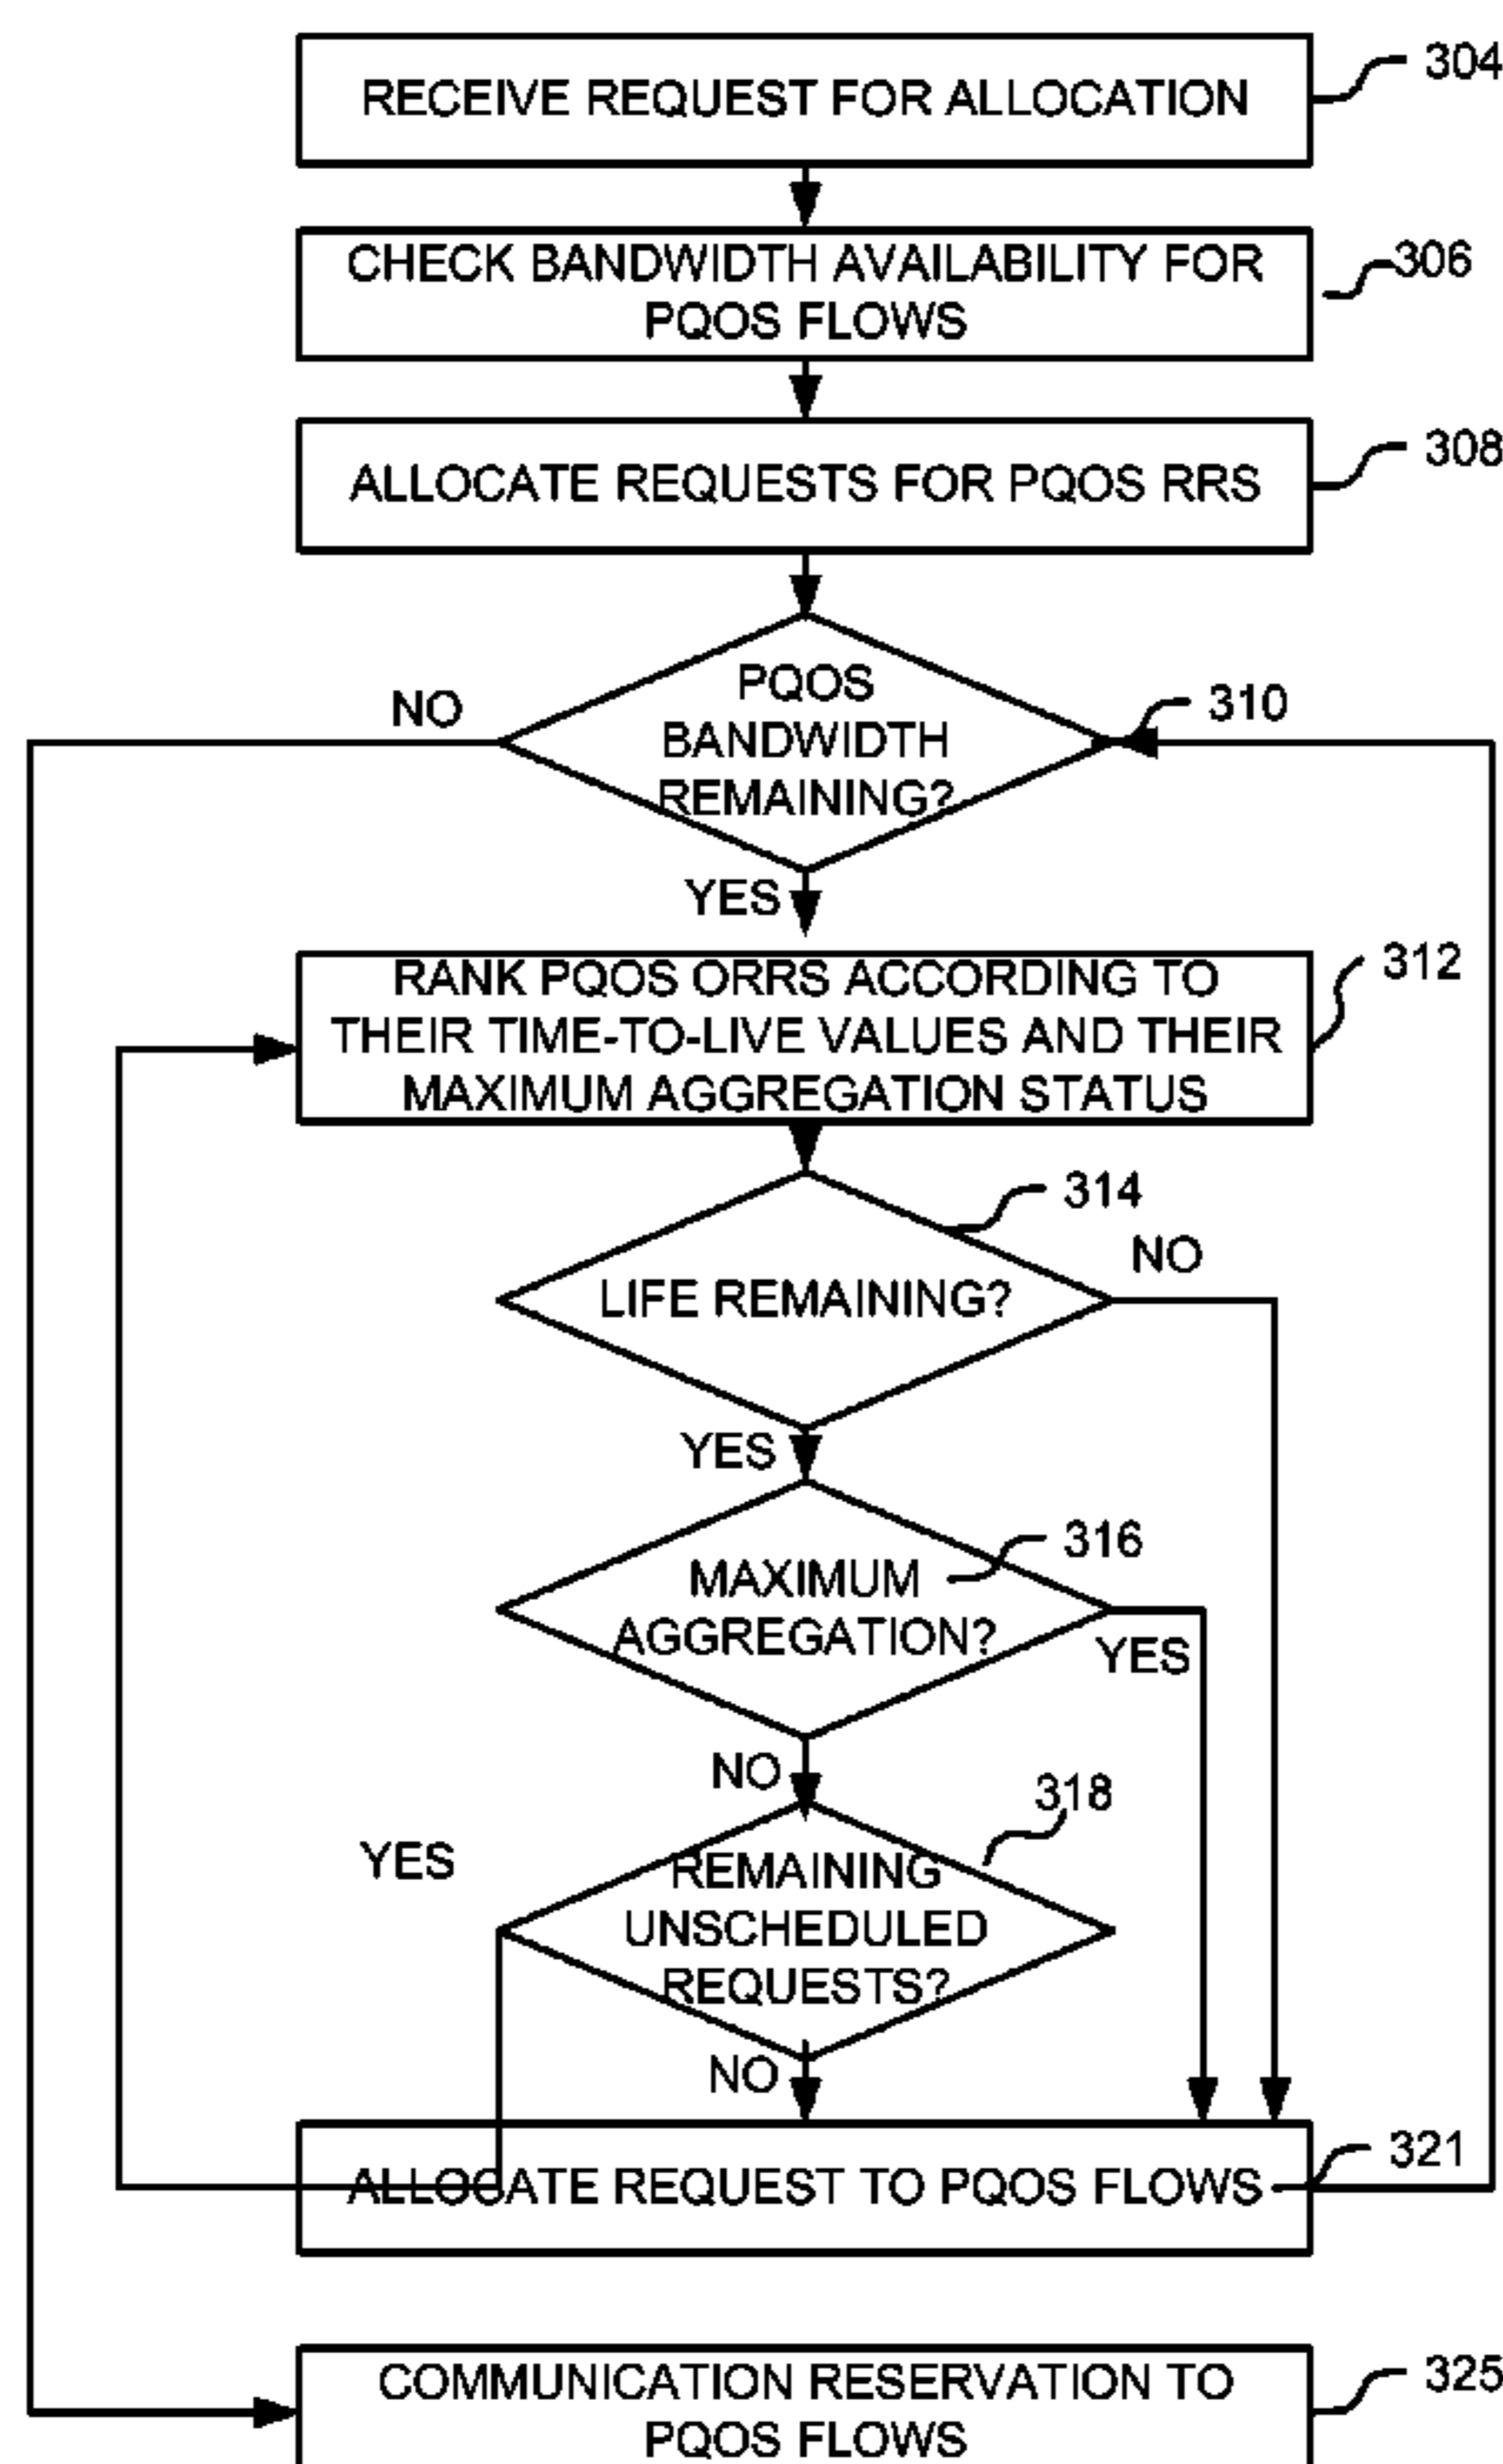 RECEIVE REQUEST FOR ALLOCATION
304
CHECK BANDWIDTH AVAILABILITY FOR
PQOS FLOWS
306
ALLOCATE REQUESTS FOR PQOS RRS
308
PQOS
BANDWIDTH
REMAINING?
310
NO
YES
RANK PQOS ORRS ACCORDING TO
THEIR TIME-TO-LIVE VALUES AND THEIR
MAXIMUM AGGREGATION STATUS
312
LIFE REMAINING?
314
NO
YES
MAXIMUM
AGGREGATION?
316
YES
NO
REMAINING
UNSCHEDULED
REQUESTS?
318
YES
NO
ALLOCATE REQUEST TO PQOS FLOWS
321
COMMUNICATION RESERVATION TO
PQOS FLOWS
325